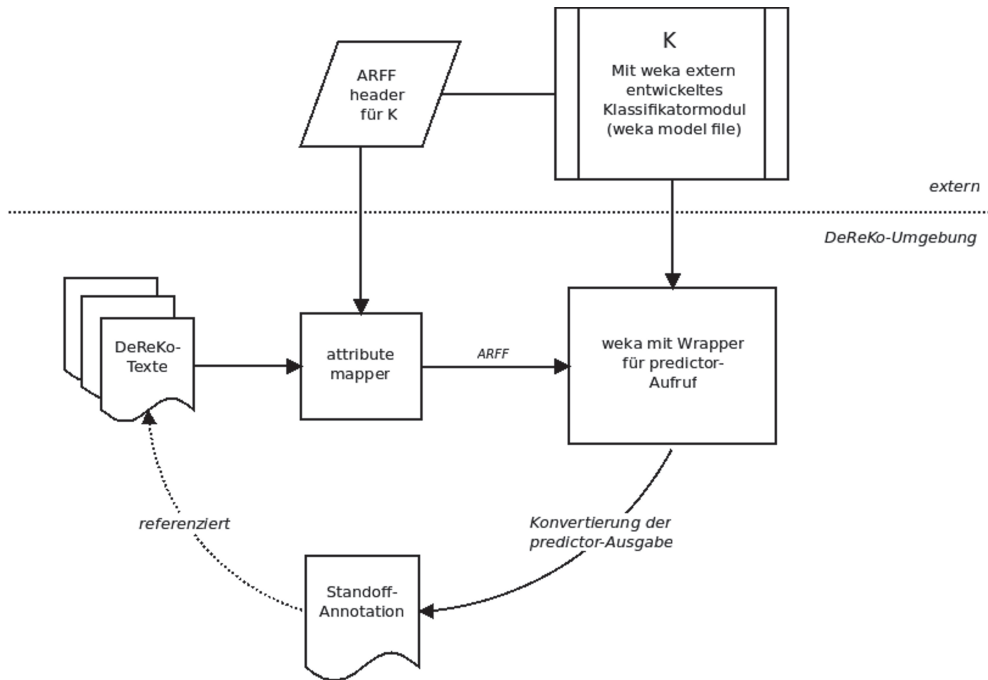 K
Mit weka extern
entwickeltes
Klassifikatormodul
(weka model file)
ARFF
header
für K
extern
DeReKo-Umgebung
DeReKo-
Texte
attribute
mapper
ARFF
weka mit Wrapper
für predictor-
Aufruf
referenziert
Konvertierung der
predictor-Ausgabe
Standoff-
Annotation